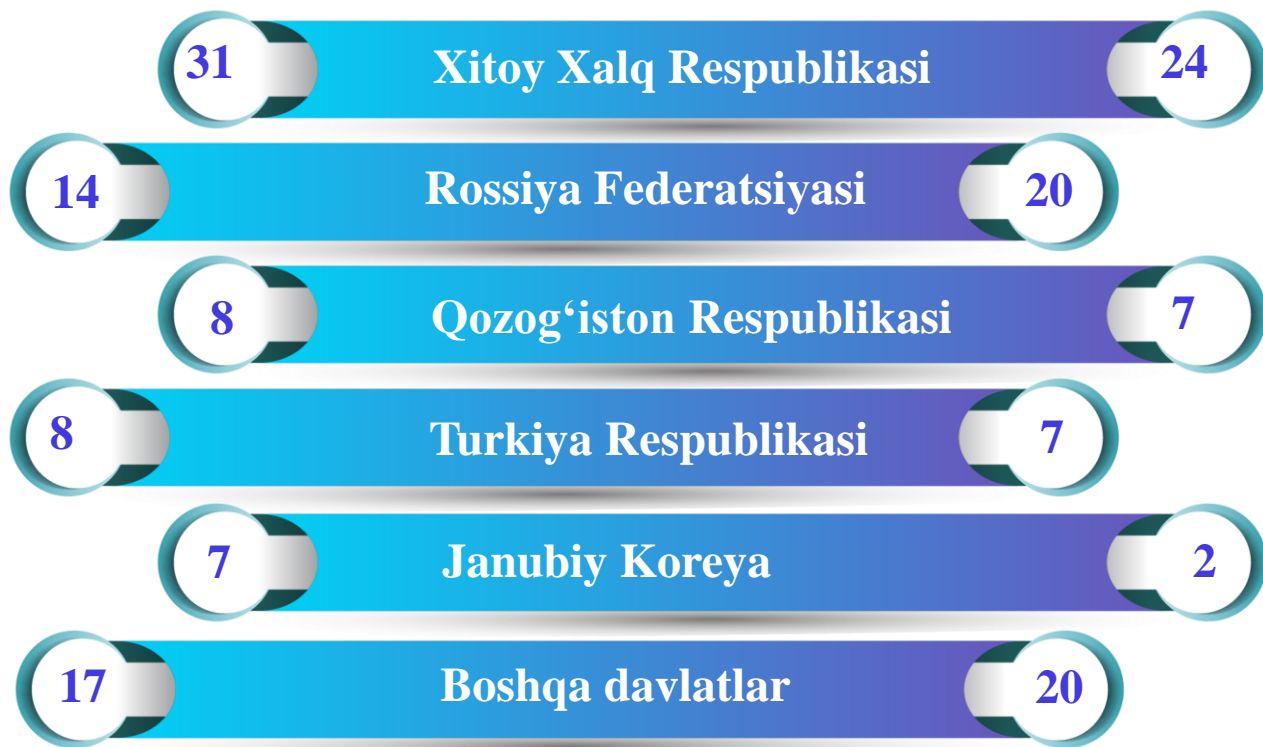 31 Xitoy Xalq Respublikasi 24
14 Rossiya Federatsiyasi 20
8 Qozog‘iston Respublikasi 7
8 Turkiya Respublikasi 7
7 Janubiy Koreya 2
17 Boshqa davlatlar 20